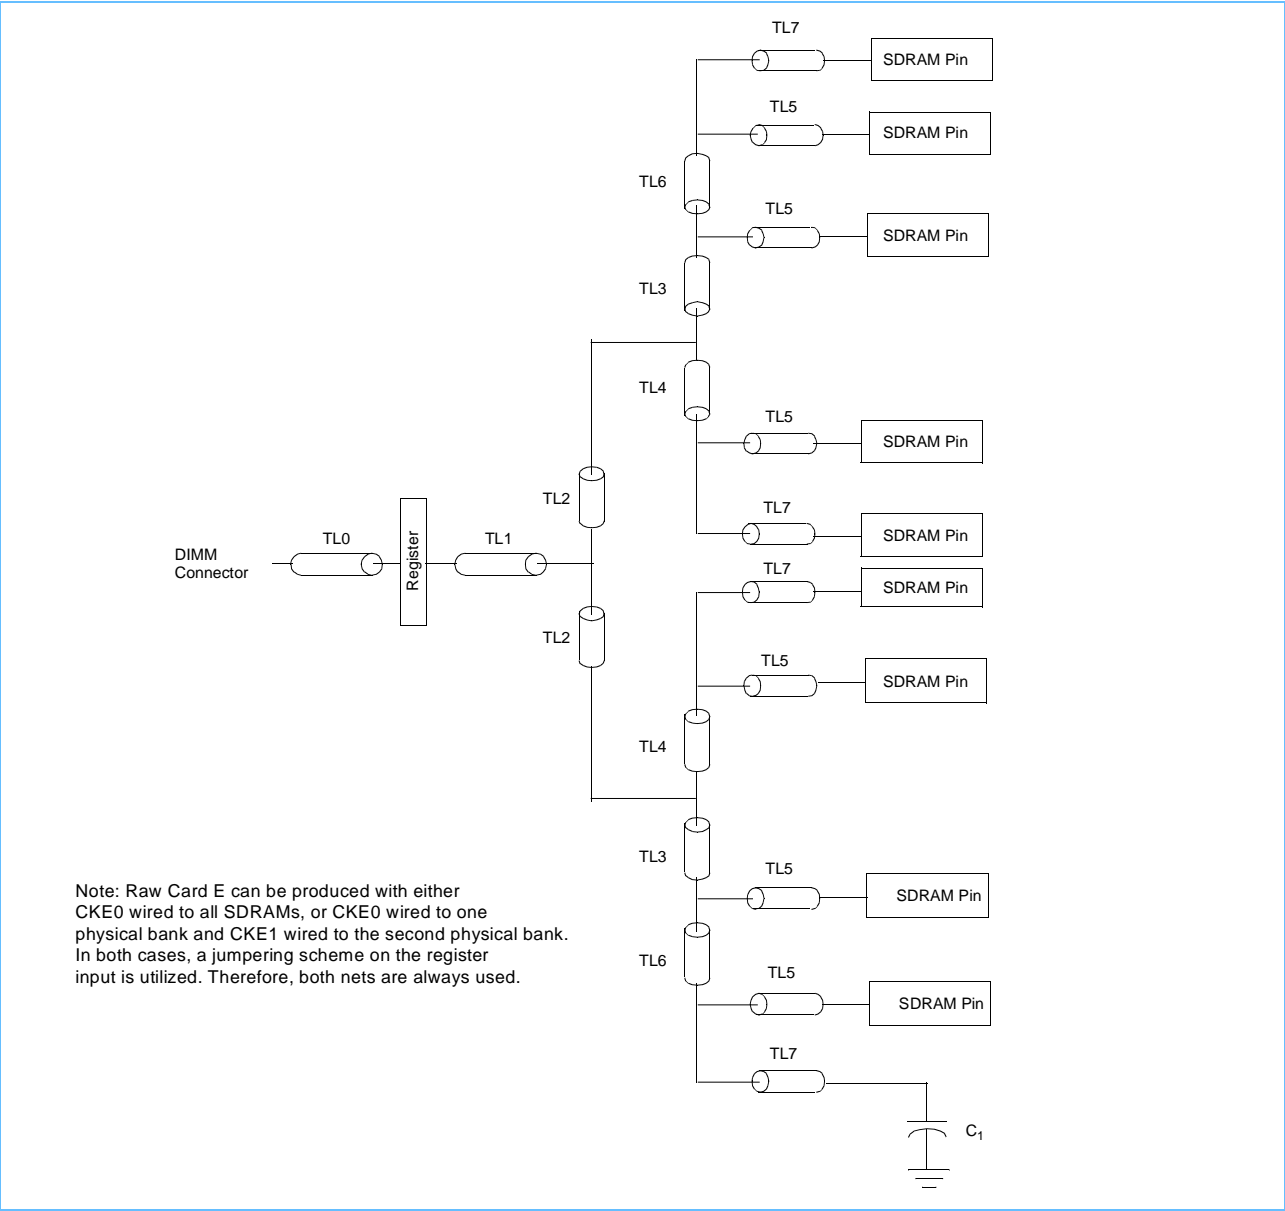 TL7
SDRAM Pin
TL5
SDRAM Pin
TL6
TL5
SDRAM Pin
TL3
TL4
TL5
SDRAM Pin
TL2
TL7
SDRAM Pin
DIMM
Connector
TL0
Register
TL1
TL7
SDRAM Pin
TL2
TL5
SDRAM Pin
TL4
TL3
TL5
SDRAM Pin
Note: Raw Card E can be produced with either
CKE0 wired to all SDRAMs, or CKE0 wired to one
physical bank and CKE1 wired to the second physical bank.
In both cases, a jumpering scheme on the register
input is utilized. Therefore, both nets are always used.
TL6
TL5
SDRAM Pin
TL7
C1